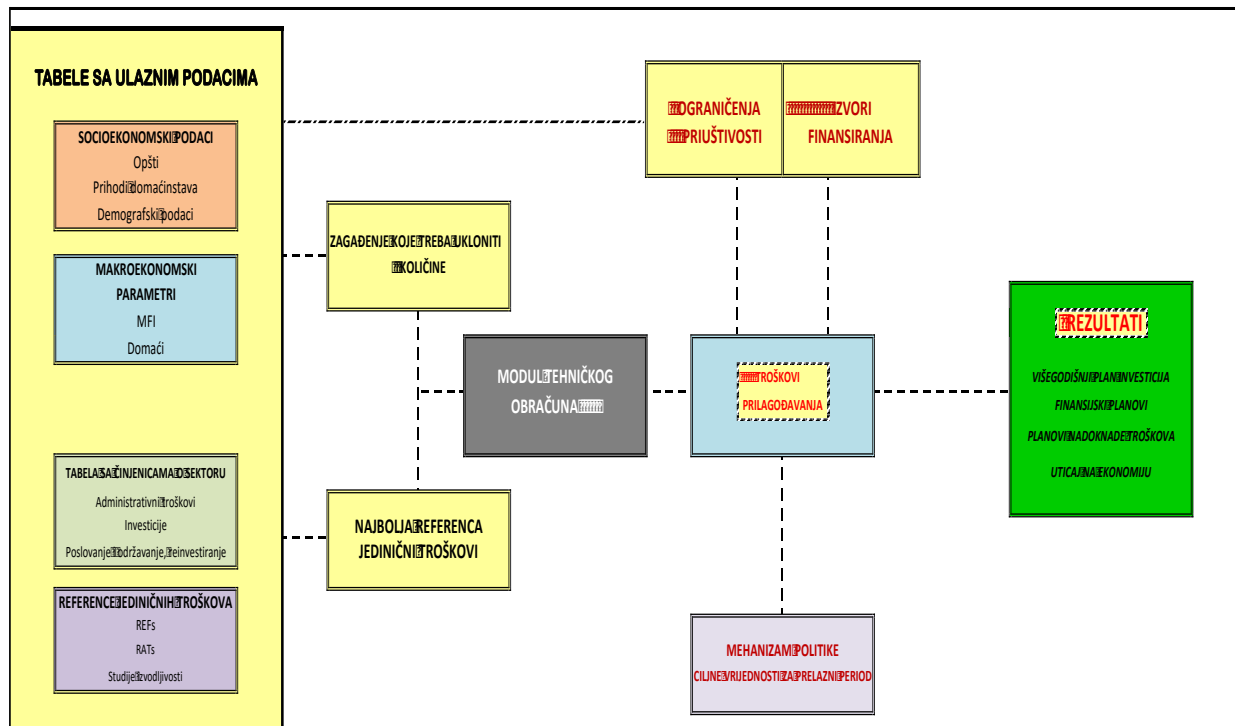 TABELE SA ULAZNIM PODACIMA
SOCIOEKONOMSKI PODACI
Opšti
Prihodi domaćinstava
Demografski podaci
MAKROEKONOMSKI
PARAMETRI
MFI
Domaći
TABELA SA ČINJENICAMA O SEKTORU
Administrativni troškovi
Investicije
Poslovanje i održavanje, reinvestiranje
REFERENCE JEDINIČNIH TROŠKOVA
REFs
RATs
Studije izvodljivosti
ZAGAĐENJE KOJE TREBA UKLONITI
KOLIČINE
NAJBOLJA REFERENCA
JEDINIČNI TROŠKOVI
MODUL TEHNIČKOG
OBRAČUNA
OGRANIČENJA
PRIUŠTIVOSTI
IZVORI
FINANSIRANJA
TROŠKOVI
PRILAGOĐAVANJA
MEHANIZAM POLITIKE
CILJNE VRIJEDNOSTI ZA PRELAZNI PERIOD
REZULTATI
VIŠEGODIŠNJI PLAN INVESTICIJA
FINANSIJSKI PLANOVI
PLANOVI NADOKNADE TROŠKOVA
UTICAJ NA EKONOMIJU